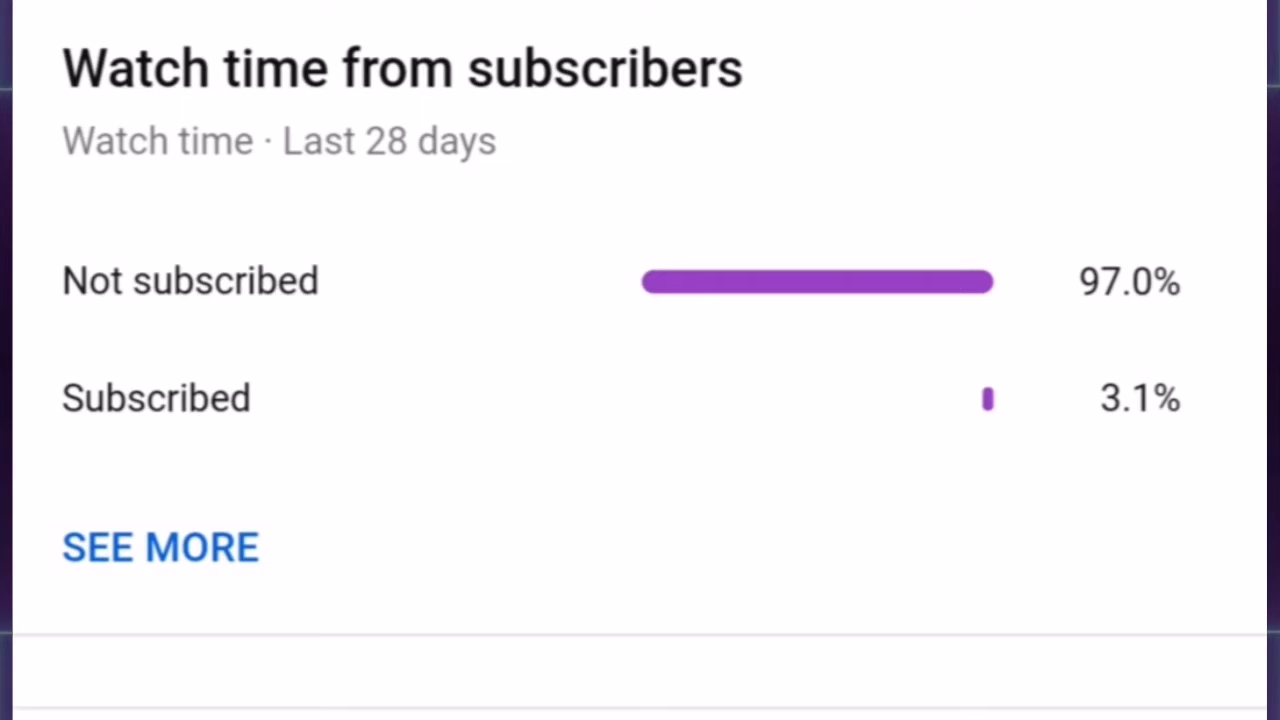 Watch time from subscribers
Watch time · Last 28 days
Not subscribed 97.0%
Subscribed 3.1%
SEE MORE